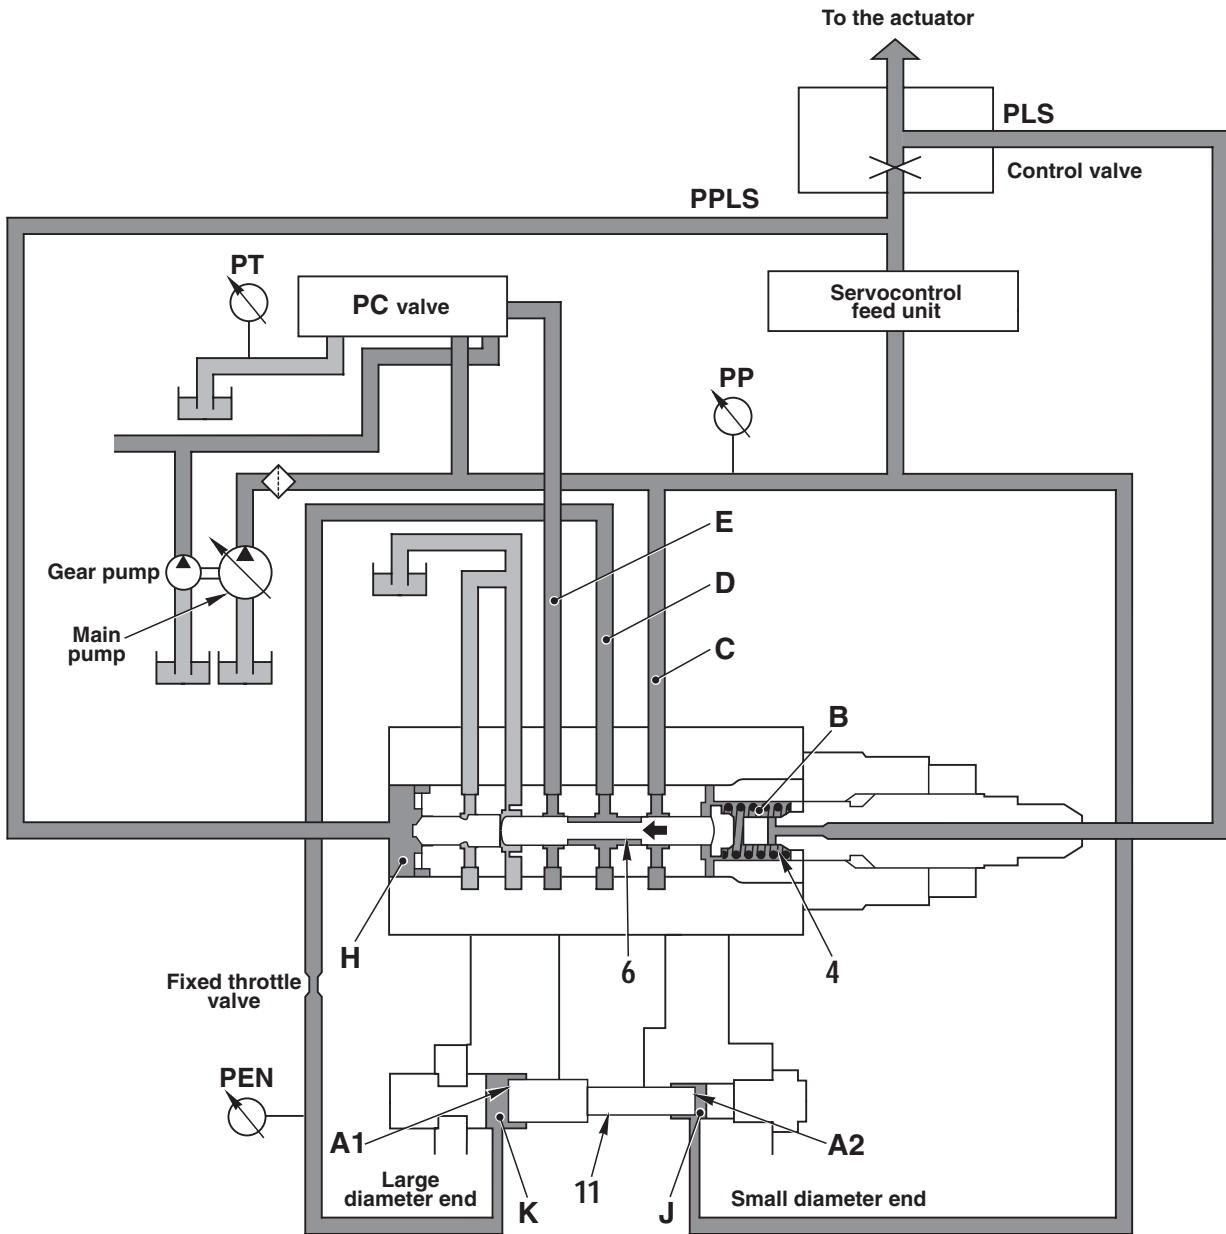 To the actuator
PLS
Control valve
PPLS
PT
PC valve
Servocontrol
feed unit
PP
E
Gear pump
D
Main
pump
C
B
H
6
4
Fixed throttle
valve
PEN
A1
A2
Large
diameter end
K
11
J
Small diameter end